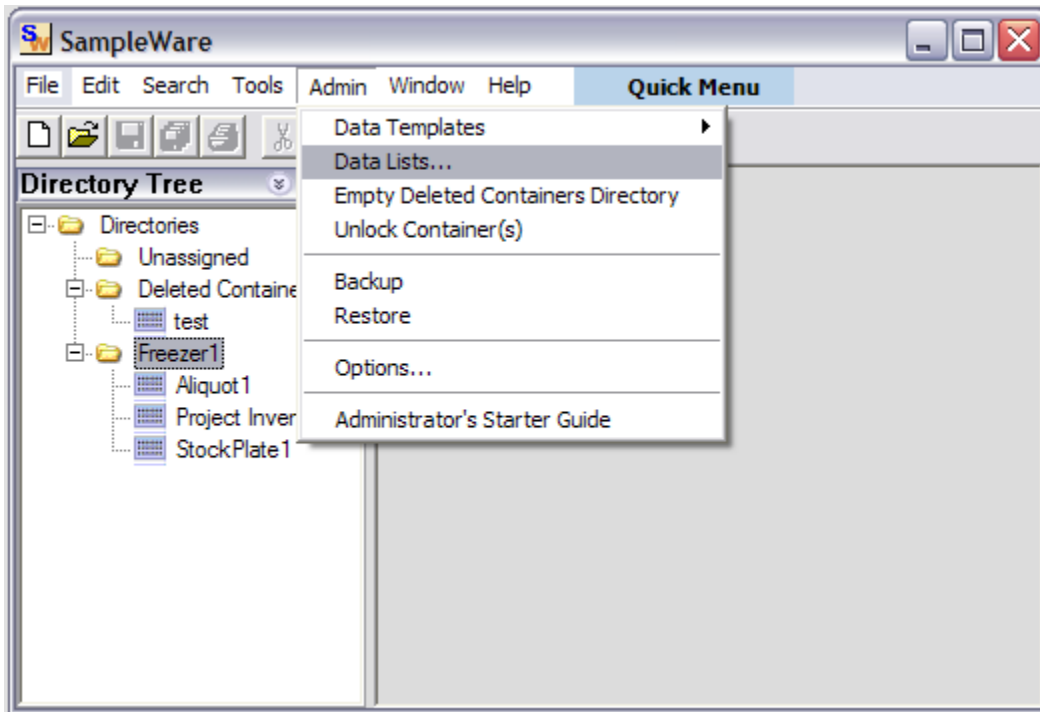 SampleWare
File Edit Search Tools Admin Window Help Quick Menu
Data Templates
Data Lists...
Empty Deleted Containers Directory
Unlock Container(s)
Backup
Restore
Options...
Administrator's Starter Guide
Directory Tree
Directories
Unassigned
Deleted Containe
test
Freezer1
Aliquot1
Project Inver
StockPlate1